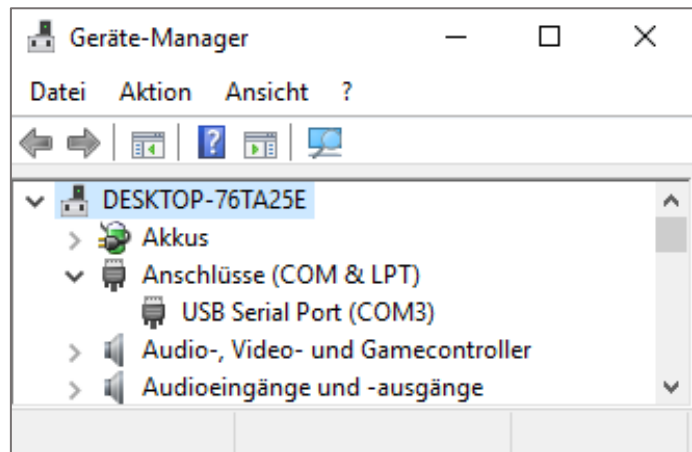 Geräte-Manager
Datei Aktion Ansicht ?
DESKTOP-76TA25E
Akkus
Anschlüsse (COM & LPT)
USB Serial Port (COM3)
Audio-, Video- und Gamecontroller
Audioeingänge und -ausgänge